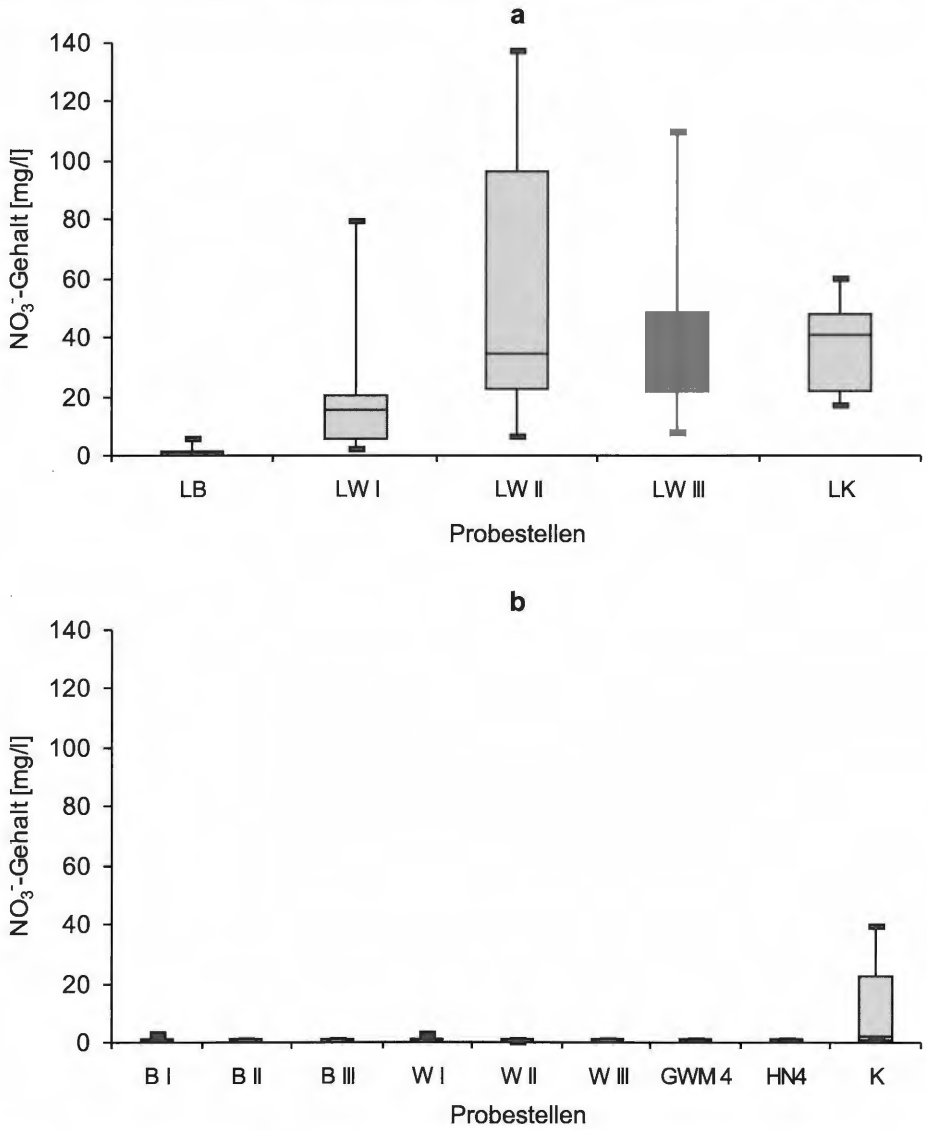 a
NO₃⁻-Gehalt [mg/l]
140
120
100
80
60
40
20
0
LB LW I LW II LW III LK
Probestellen
b
NO₃⁻-Gehalt [mg/l]
140
120
100
80
60
40
20
0
B I B II B III W I W II W III GWM 4 HN4 K
Probestellen